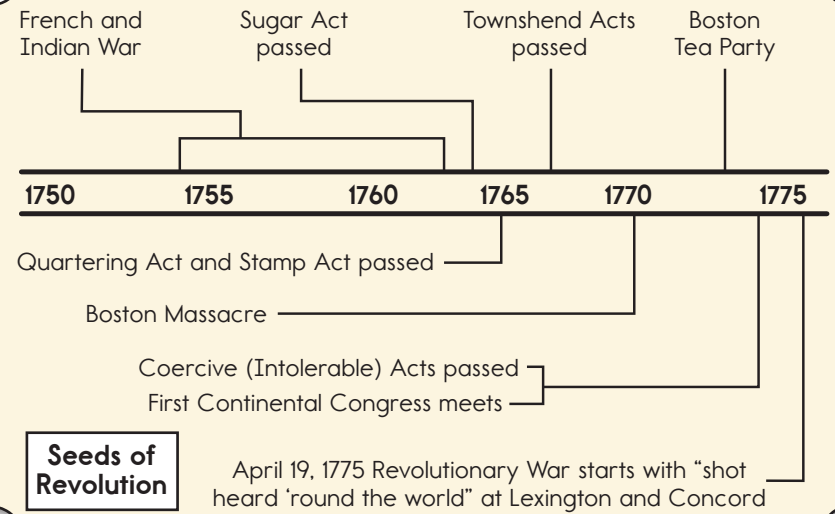 French and
Indian War
Sugar Act
passed
Townshend Acts
passed
Boston
Tea Party
1750
1755
1760
1765
1770
1775
Quartering Act and Stamp Act passed
Boston Massacre
Coercive (Intolerable) Acts passed
First Continental Congress meets
Seeds of
Revolution
April 19, 1775 Revolutionary War starts with “shot
heard ‘round the world” at Lexington and Concord